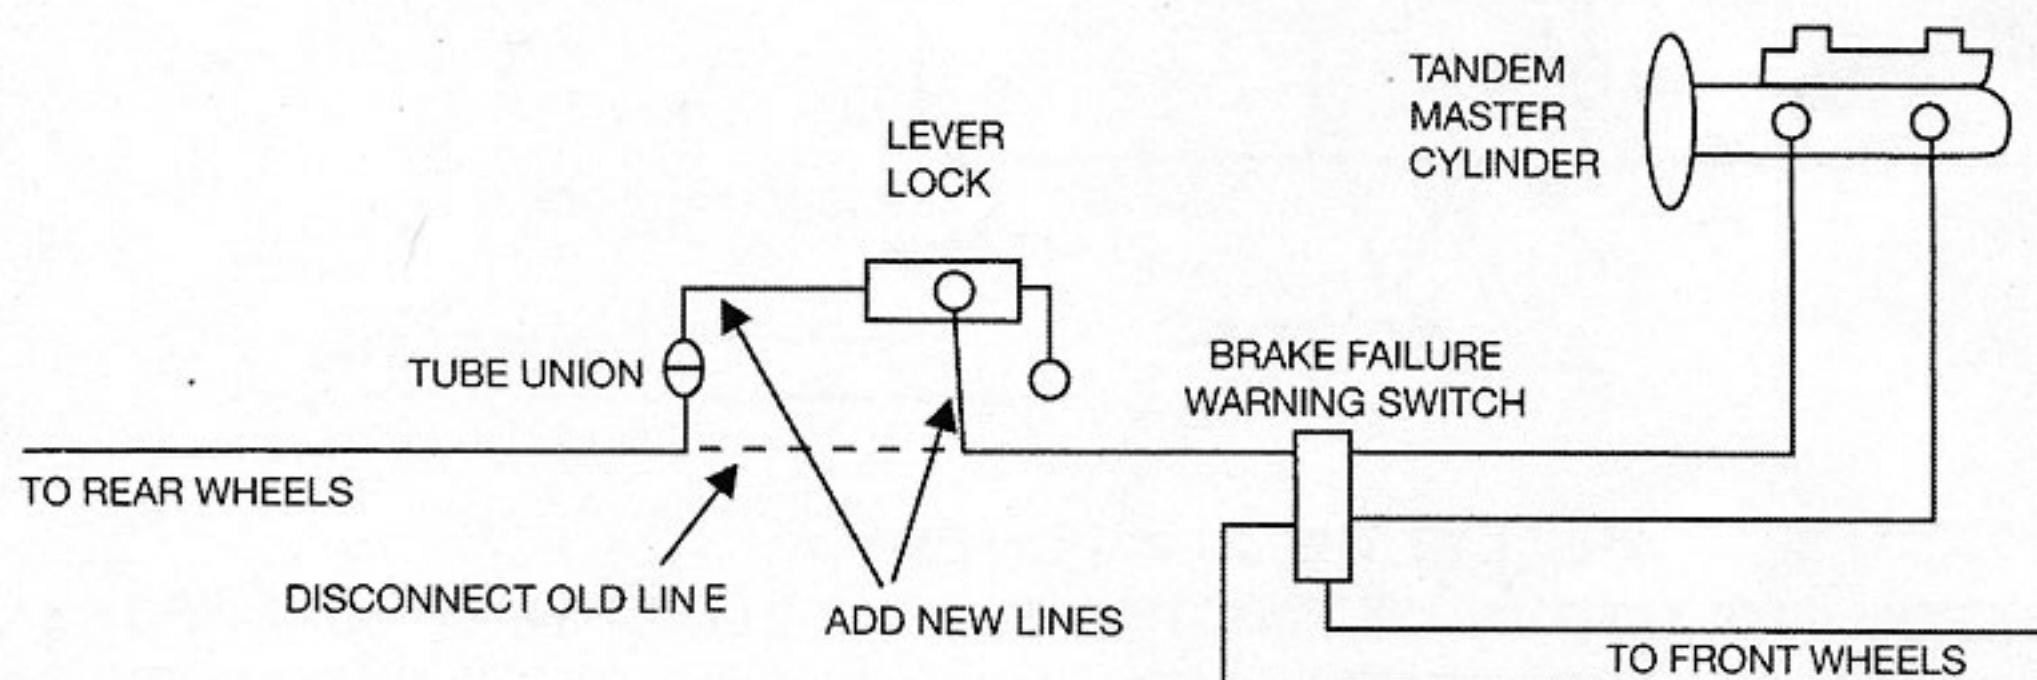 TANDEM
MASTER
CYLINDER
LEVER
LOCK
BRAKE FAILURE
WARNING SWITCH
TUBE UNION
TO REAR WHEELS
DISCONNECT OLD LINE
ADD NEW LINES
TO FRONT WHEELS